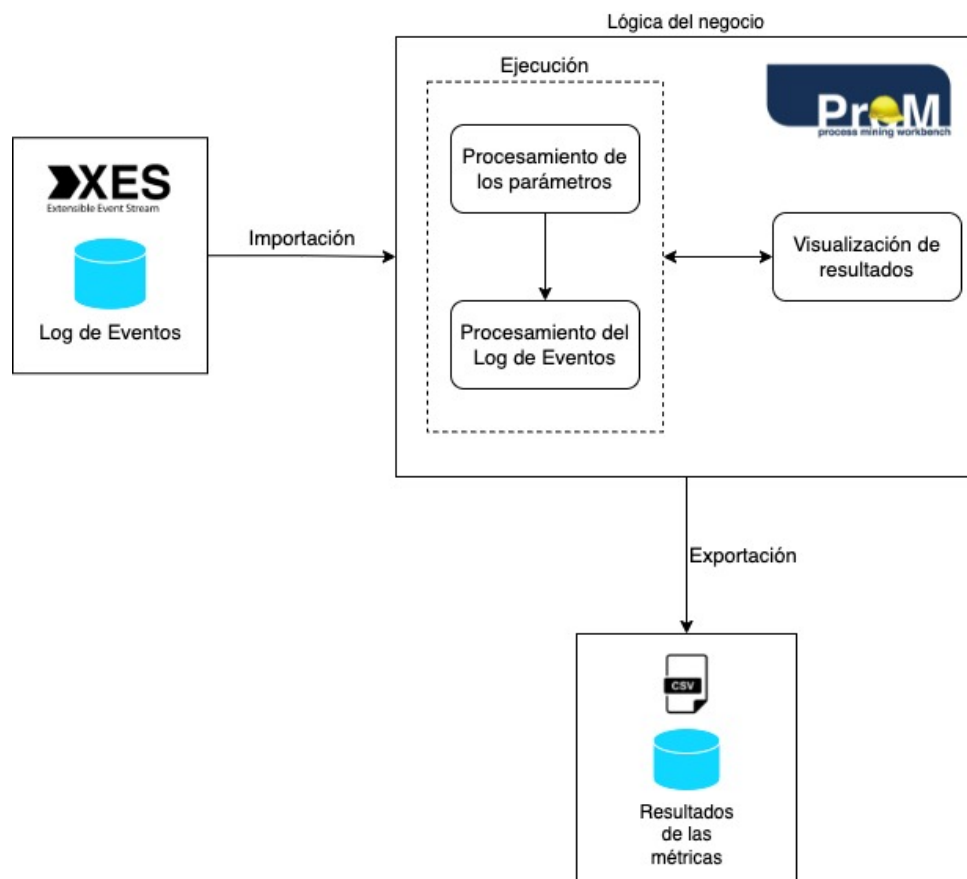 Lógica del negocio
Ejecución
ProM
process mining workbench
Procesamiento de
los parámetros
XES
Extensible Event Stream
Importación
Visualización de
resultados
Log de Eventos
Procesamiento del
Log de Eventos
Exportación
CSV
Resultados
de las
métricas